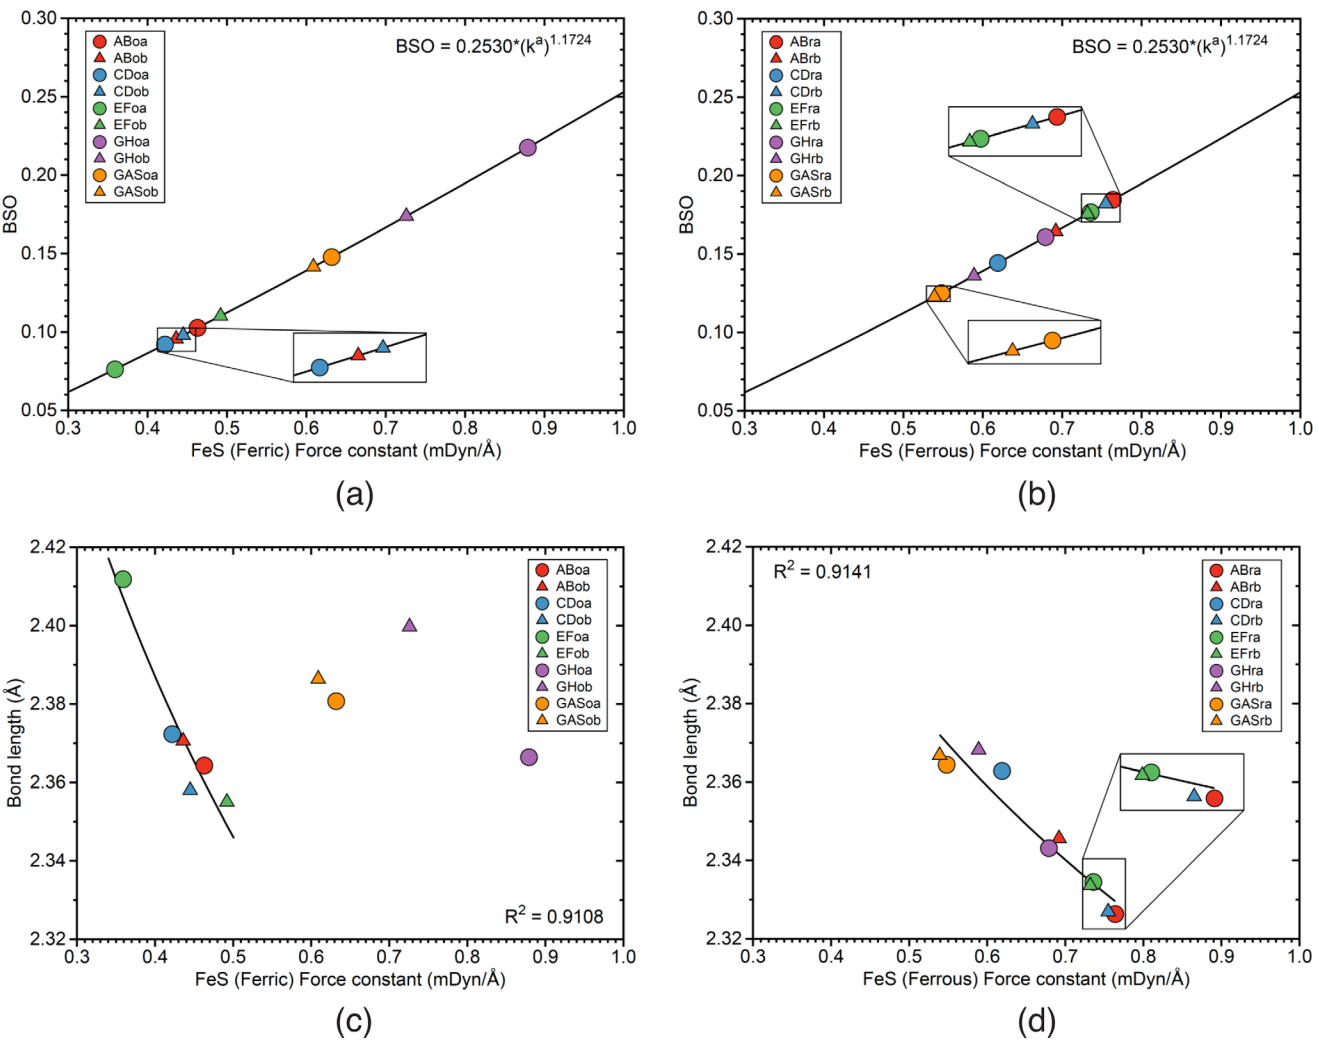 0.30
0.25
0.20
0.15
0.10
0.05
BSO
ABoa
ABob
CDoa
CDob
EFoa
EFob
GHoa
GHob
GASoa
GASob
BSO = 0.2530*(kᵃ)¹·¹⁷²⁴
0.3 0.4 0.5 0.6 0.7 0.8 0.9 1.0
FeS (Ferric) Force constant (mDyn/Å)
(a)
0.30
0.25
0.20
0.15
0.10
0.05
BSO
ABra
ABrb
CDra
CDrb
EFra
EFrb
GHra
GHrb
GASra
GASrb
BSO = 0.2530*(kᵃ)¹·¹⁷²⁴
0.3 0.4 0.5 0.6 0.7 0.8 0.9 1.0
FeS (Ferrous) Force constant (mDyn/Å)
(b)
2.42
2.40
2.38
2.36
2.34
2.32
Bond length (Å)
ABoa
ABob
CDoa
CDob
EFoa
EFob
GHoa
GHob
GASoa
GASob
R² = 0.9108
0.3 0.4 0.5 0.6 0.7 0.8 0.9 1.0
FeS (Ferric) Force constant (mDyn/Å)
(c)
2.42
2.40
2.38
2.36
2.34
2.32
Bond length (Å)
R² = 0.9141
ABra
ABrb
CDra
CDrb
EFra
EFrb
GHra
GHrb
GASra
GASrb
0.3 0.4 0.5 0.6 0.7 0.8 0.9 1.0
FeS (Ferrous) Force constant (mDyn/Å)
(d)